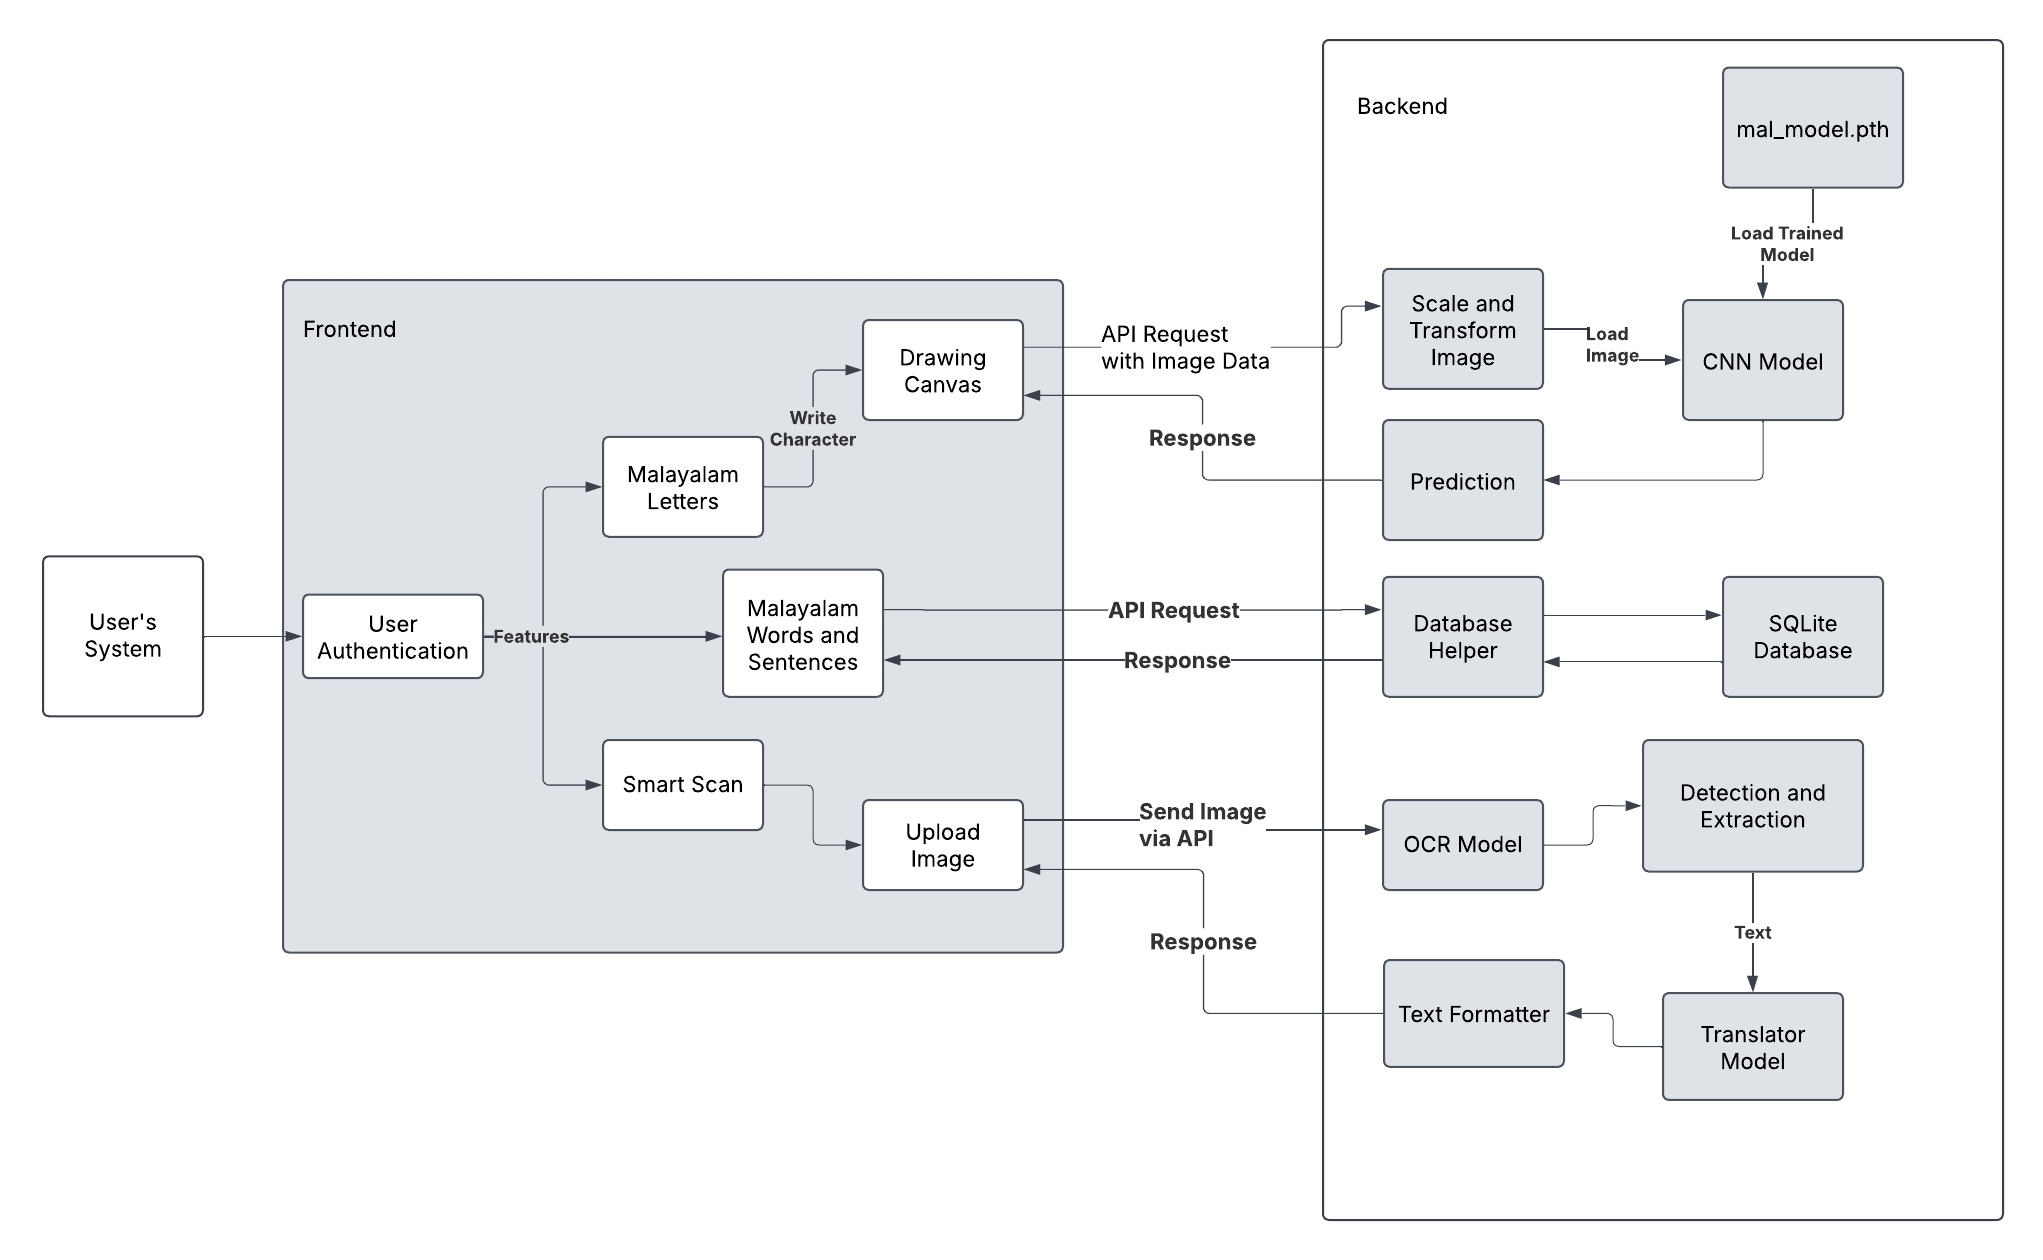 Backend
mal_model.pth
Load Trained
Model
Frontend
Scale and
Transform
Image
Load
Image
CNN Model
Drawing
Canvas
API Request
with Image Data
Write
Character
Response
Malayalam
Letters
Prediction
User's
System
User
Authentication
Features
Malayalam
Words and
Sentences
API Request
Response
Database
Helper
SQLite
Database
Smart Scan
Upload
Image
Send Image
via API
OCR Model
Detection and
Extraction
Response
Text
Text Formatter
Translator
Model